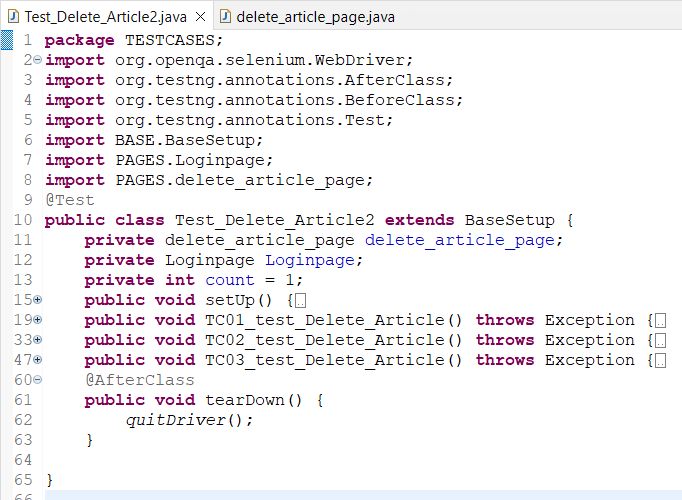 Test_Delete_Article2.java delete_article_page.java
1 package TESTCASES;
2 import org.openqa.selenium.WebDriver;
3 import org.testng.annotations.AfterClass;
4 import org.testng.annotations.BeforeClass;
5 import org.testng.annotations.Test;
6 import BASE.BaseSetup;
7 import PAGES.Loginpage;
8 import PAGES.delete_article_page;
9 @Test
10 public class Test_Delete_Article2 extends BaseSetup {
11 private delete_article_page delete_article_page;
12 private Loginpage Loginpage;
13 private int count = 1;
15 public void setUp() {
19 public void TC01_test_Delete_Article() throws Exception {
33 public void TC02_test_Delete_Article() throws Exception {
47 public void TC03_test_Delete_Article() throws Exception {
60 @AfterClass
61 public void tearDown() {
62 quitDriver();
63 }
64
65 }
66